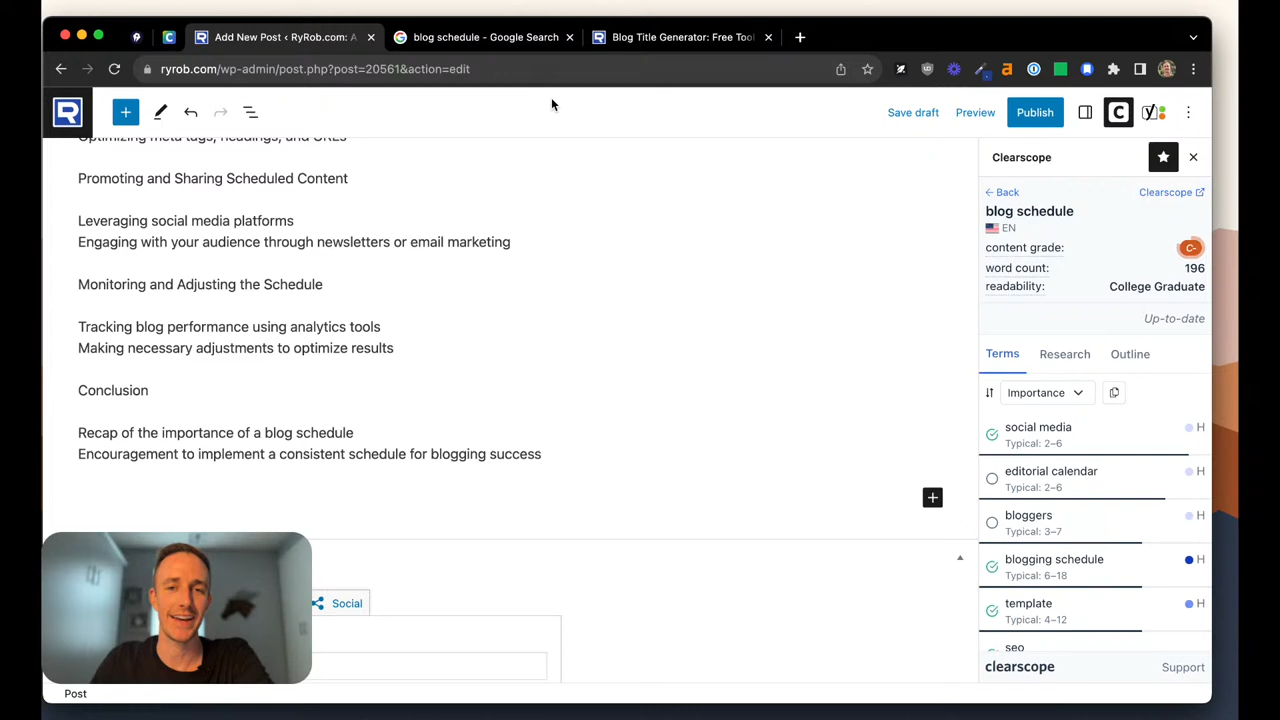 Add New Post ‹ RyRob.com: A
blog schedule - Google Search
Blog Title Generator: Free Tool
ryrob.com/wp-admin/post.php?post=20561&action=edit
Save draft
Preview
Publish
Optimizing meta tags, headings, and URLs
Promoting and Sharing Scheduled Content
Leveraging social media platforms
Engaging with your audience through newsletters or email marketing
Monitoring and Adjusting the Schedule
Tracking blog performance using analytics tools
Making necessary adjustments to optimize results
Conclusion
Recap of the importance of a blog schedule
Encouragement to implement a consistent schedule for blogging success
Social
Post
Clearscope
Back
Clearscope
blog schedule
EN
content grade: C-
word count: 196
readability: College Graduate
Up-to-date
Terms
Research
Outline
Importance
social media
H
Typical: 2–6
editorial calendar
H
Typical: 2–6
bloggers
H
Typical: 3–7
blogging schedule
H
Typical: 6–18
template
H
Typical: 4–12
seo
clearscope
Support